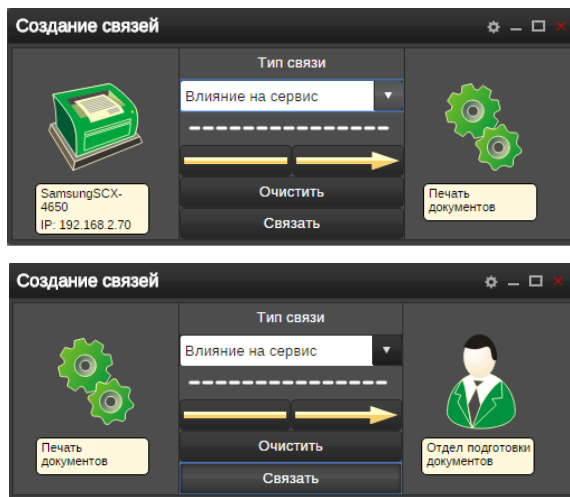 Создание связей
Тип связи
Влияние на сервис
SamsungSCX-
4650
IP: 192.168.2.70
Очистить
Связать
Печать
документов
Создание связей
Тип связи
Влияние на сервис
Печать
документов
Очистить
Связать
Отдел подготовки
документов